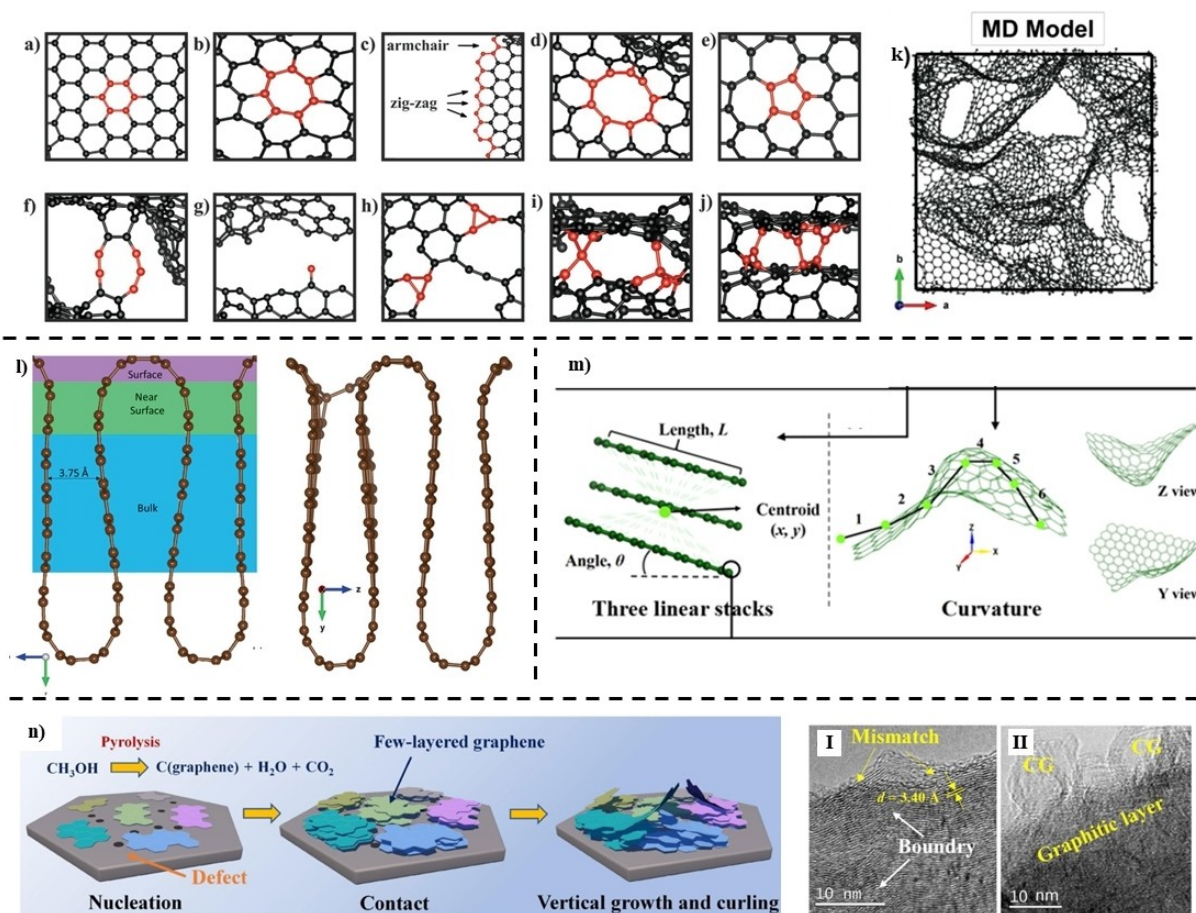 MD Model
a)
b)
c)
armchair
zig-zag
d)
e)
k)
b
a
f)
g)
h)
i)
j)
l)
Surface
Near
Surface
3.75 Å
Bulk
z
y
m)
Length, L
Centroid
(x, y)
Angle, θ
Three linear stacks
1
2
3
4
5
6
Z
X
Y
Curvature
Z view
Y view
n)
Pyrolysis
CH₃OH
C(graphene) + H₂O + CO₂
Few-layered graphene
Defect
Nucleation
Contact
Vertical growth and curling
I
Mismatch
d = 3.40 Å
Boundry
10 nm
II
CG
CG
Graphitic layer
10 nm